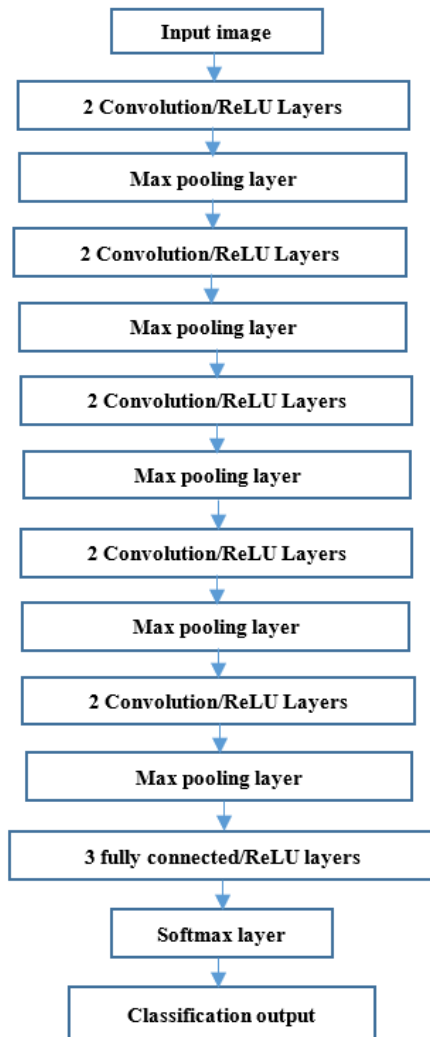 Input image
2 Convolution/ReLU Layers
Max pooling layer
2 Convolution/ReLU Layers
Max pooling layer
2 Convolution/ReLU Layers
Max pooling layer
2 Convolution/ReLU Layers
Max pooling layer
2 Convolution/ReLU Layers
Max pooling layer
3 fully connected/ReLU layers
Softmax layer
Classification output